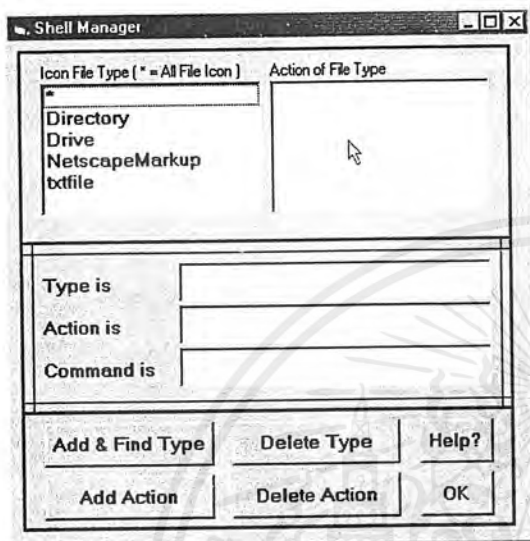 Shell Manager
Icon File Type ( * = All File Icon ) Action of File Type
*
Directory
Drive
NetscapeMarkup
txtfile
Type is
Action is
Command is
Add & Find Type Delete Type Help?
Add Action Delete Action OK